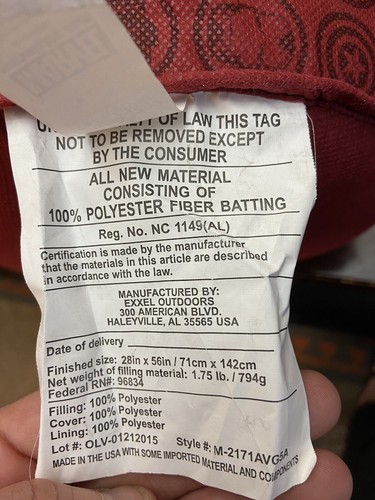 OF LAW THIS TAG
NOT TO BE REMOVED EXCEPT
BY THE CONSUMER
ALL NEW MATERIAL
CONSISTING OF
100% POLYESTER FIBER BATTING
Reg. No. NC 1149(AL)
Certification is made by the manufacturer
that the materials in this article are described
in accordance with the law.
MANUFACTURED BY:
EXXEL OUTDOORS
300 AMERICAN BLVD.
HALEYVILLE, AL 35565 USA
Date of delivery
Finished size: 28in x 56in / 71cm x 142cm
Net weight of filling material: 1.75 lb. / 794g
Federal RN#: 96834
Filling: 100% Polyester
Cover: 100% Polyester
Lining: 100% Polyester
Lot #: OLV-01212015 Style #: M-2171AVG5A
MADE IN THE USA WITH SOME IMPORTED MATERIAL AND COMPONENTS